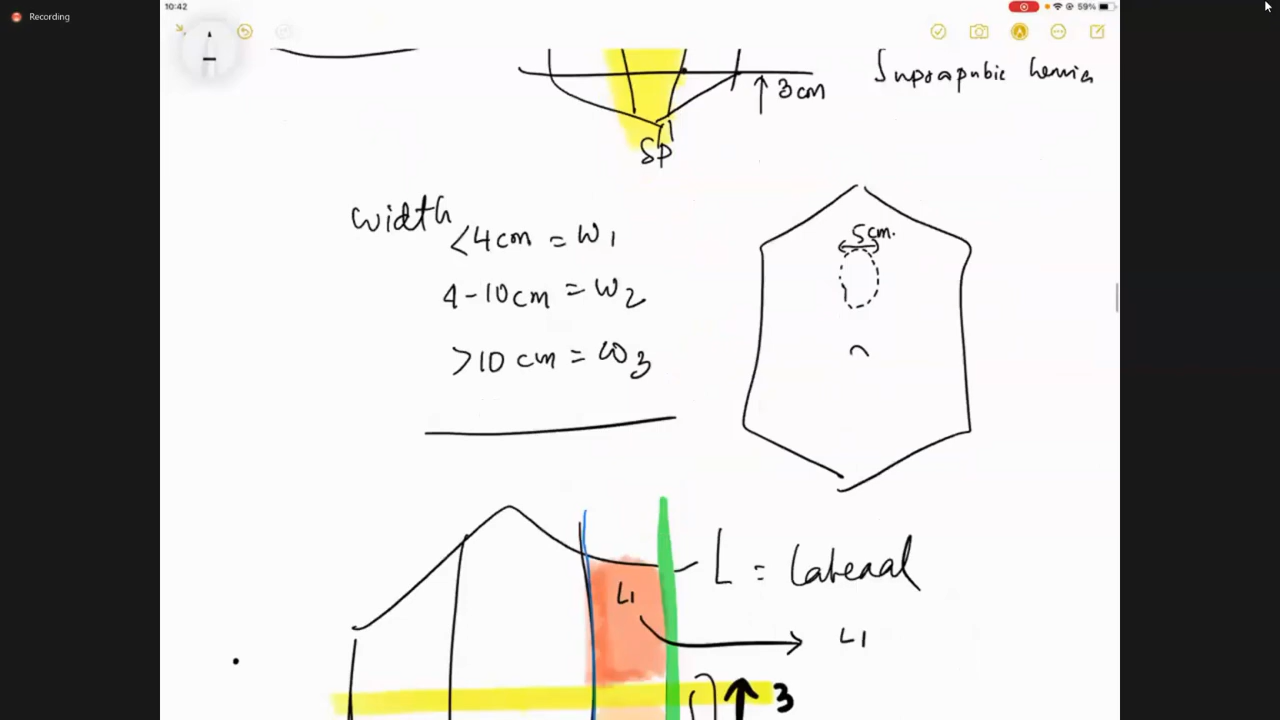 Recording
10:42
59%
Suprapubic hernia
↑ 3cm
SP
width
<4cm = W1
4-10cm = W2
>10 cm = W3
5cm.
L = Lateral
L1
L1
↑ 3